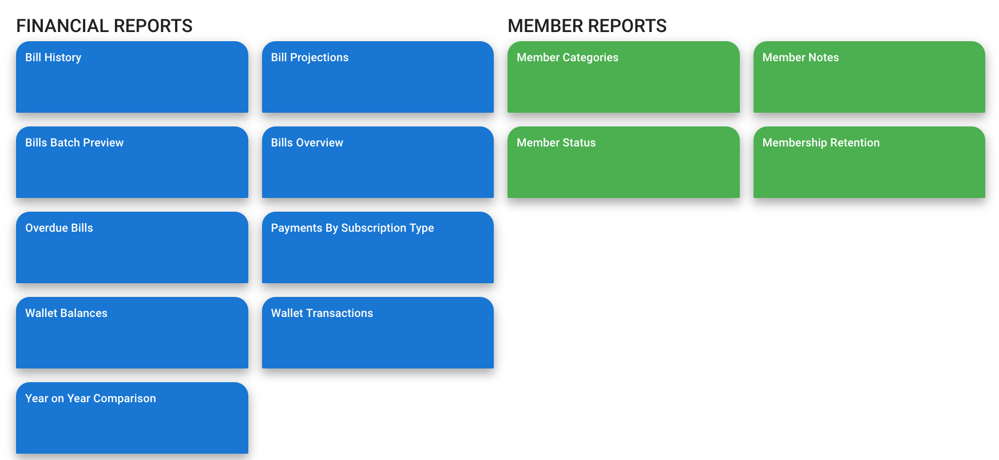 FINANCIAL REPORTS
Bill History
Bill Projections
Bills Batch Preview
Bills Overview
Overdue Bills
Payments By Subscription Type
Wallet Balances
Wallet Transactions
Year on Year Comparison
MEMBER REPORTS
Member Categories
Member Notes
Member Status
Membership Retention